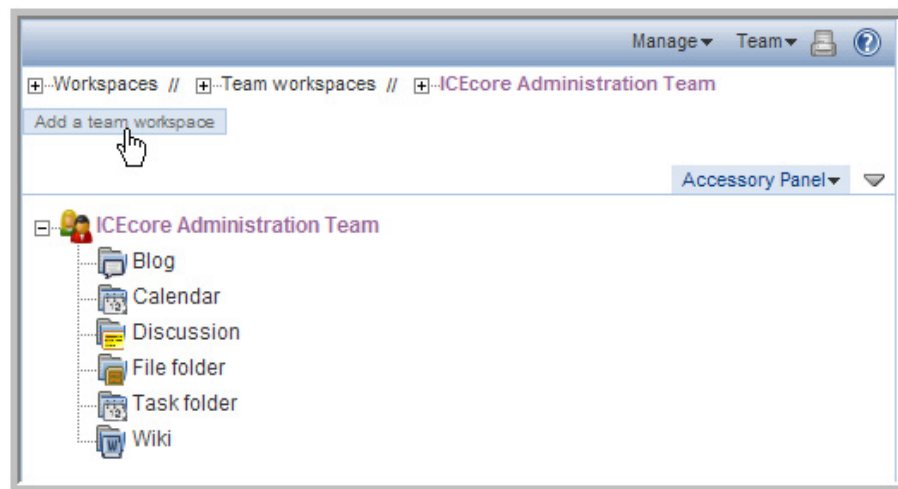 Manage Team ?
Workspaces // Team workspaces // ICEcore Administration Team
Add a team workspace
Accessory Panel
ICEcore Administration Team
Blog
Calendar
Discussion
File folder
Task folder
Wiki